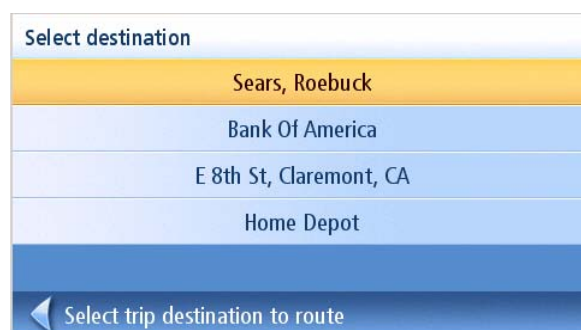 Select destination
Sears, Roebuck
Bank Of America
E 8th St, Claremont, CA
Home Depot
Select trip destination to route